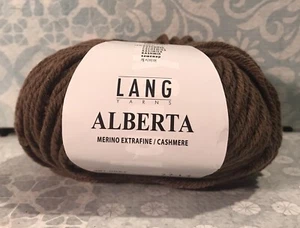 LANG
YARNS
ALBERTA
MERINO EXTRAFINE / CASHMERE